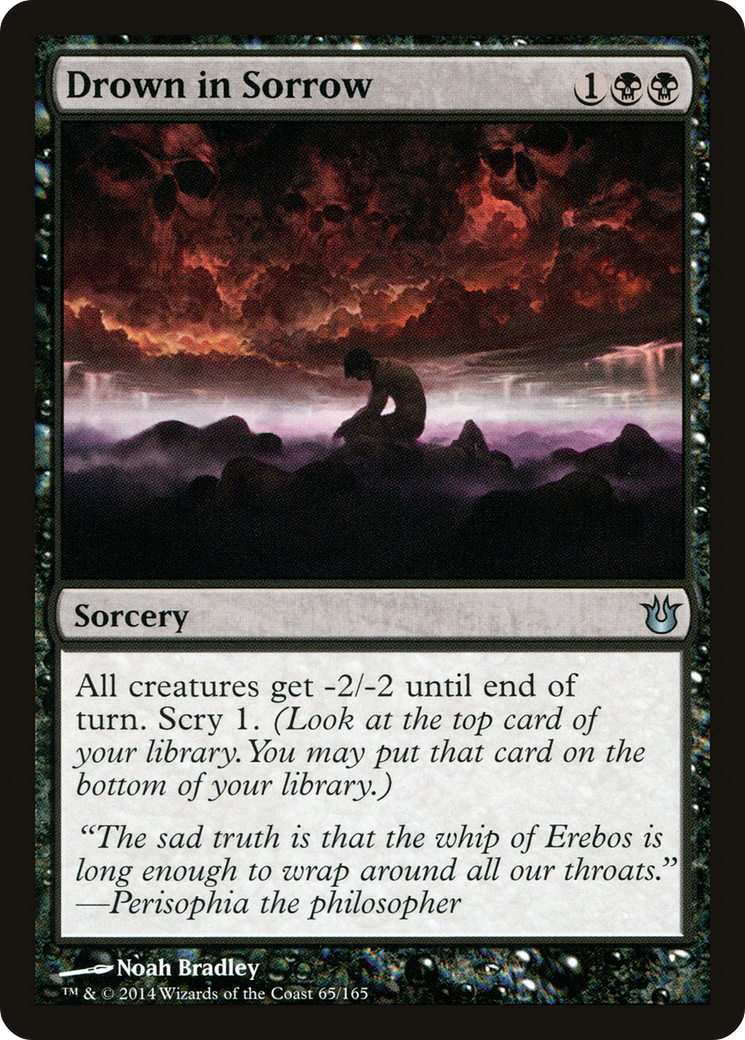 Drown in Sorrow 1
Sorcery
All creatures get -2/-2 until end of
turn. Scry 1. (Look at the top card of
your library. You may put that card on the
bottom of your library.)
“The sad truth is that the whip of Erebos is
long enough to wrap around all our throats.”
—Perisophia the philosopher
Noah Bradley
™ & © 2014 Wizards of the Coast 65/165